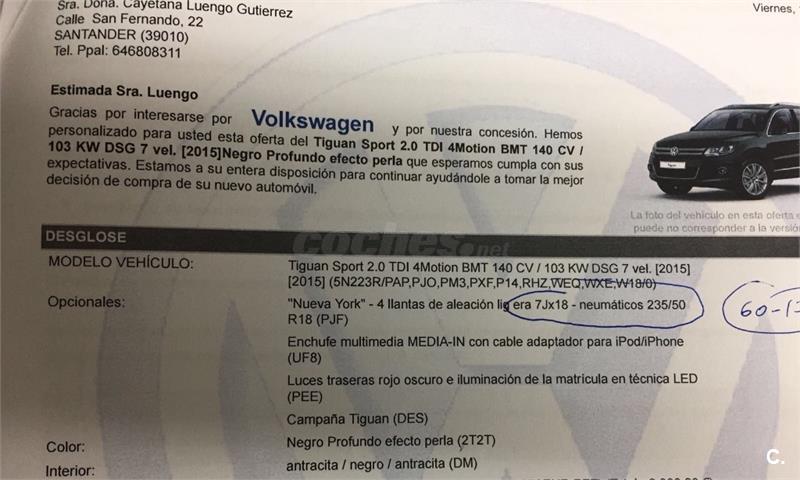 Sra. Doña. Cayetana Luengo Gutierrez
Viernes,
Calle San Fernando, 22
SANTANDER (39010)
Tel. Ppal: 646808311
Estimada Sra. Luengo
Gracias por interesarse por Volkswagen y por nuestra concesión. Hemos
personalizado para usted esta oferta del Tiguan Sport 2.0 TDI 4Motion BMT 140 CV /
103 KW DSG 7 vel. [2015]Negro Profundo efecto perla que esperamos cumpla con sus
expectativas. Estamos a su entera disposición para continuar ayudándole a tomar la mejor
decisión de compra de su nuevo automóvil.
La foto del vehículo en esta oferta
puede no corresponder a la versión
DESGLOSE
coches.net
MODELO VEHÍCULO: Tiguan Sport 2.0 TDI 4Motion BMT 140 CV / 103 KW DSG 7 vel. [2015]
[2015] (5N223R/PAP,PJO,PM3,PXF,P14,RHZ,WEQ,WXE,W18/0)
Opcionales: "Nueva York" - 4 llantas de aleación lig era 7Jx18 - neumáticos 235/50
R18 (PJF)
60-1
Enchufe multimedia MEDIA-IN con cable adaptador para iPod/iPhone
(UF8)
Luces traseras rojo oscuro e iluminación de la matricula en técnica LED
(PEE)
Campaña Tiguan (DES)
Color: Negro Profundo efecto perla (2T2T)
Interior: antracita / negro / antracita (DM)
C.